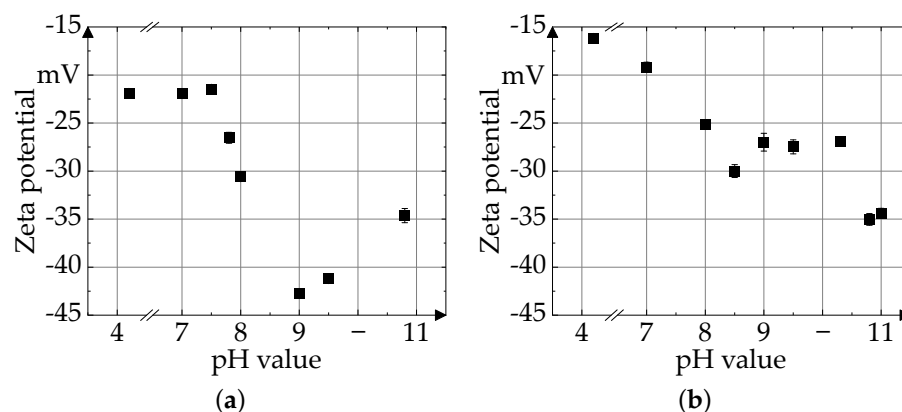 -15
mV
-25
-30
-35
-40
-45
Zeta potential
4 // 7 8 9 – 11
pH value
(a)
-15
mV
-25
-30
-35
-40
-45
Zeta potential
4 // 7 8 9 – 11
pH value
(b)